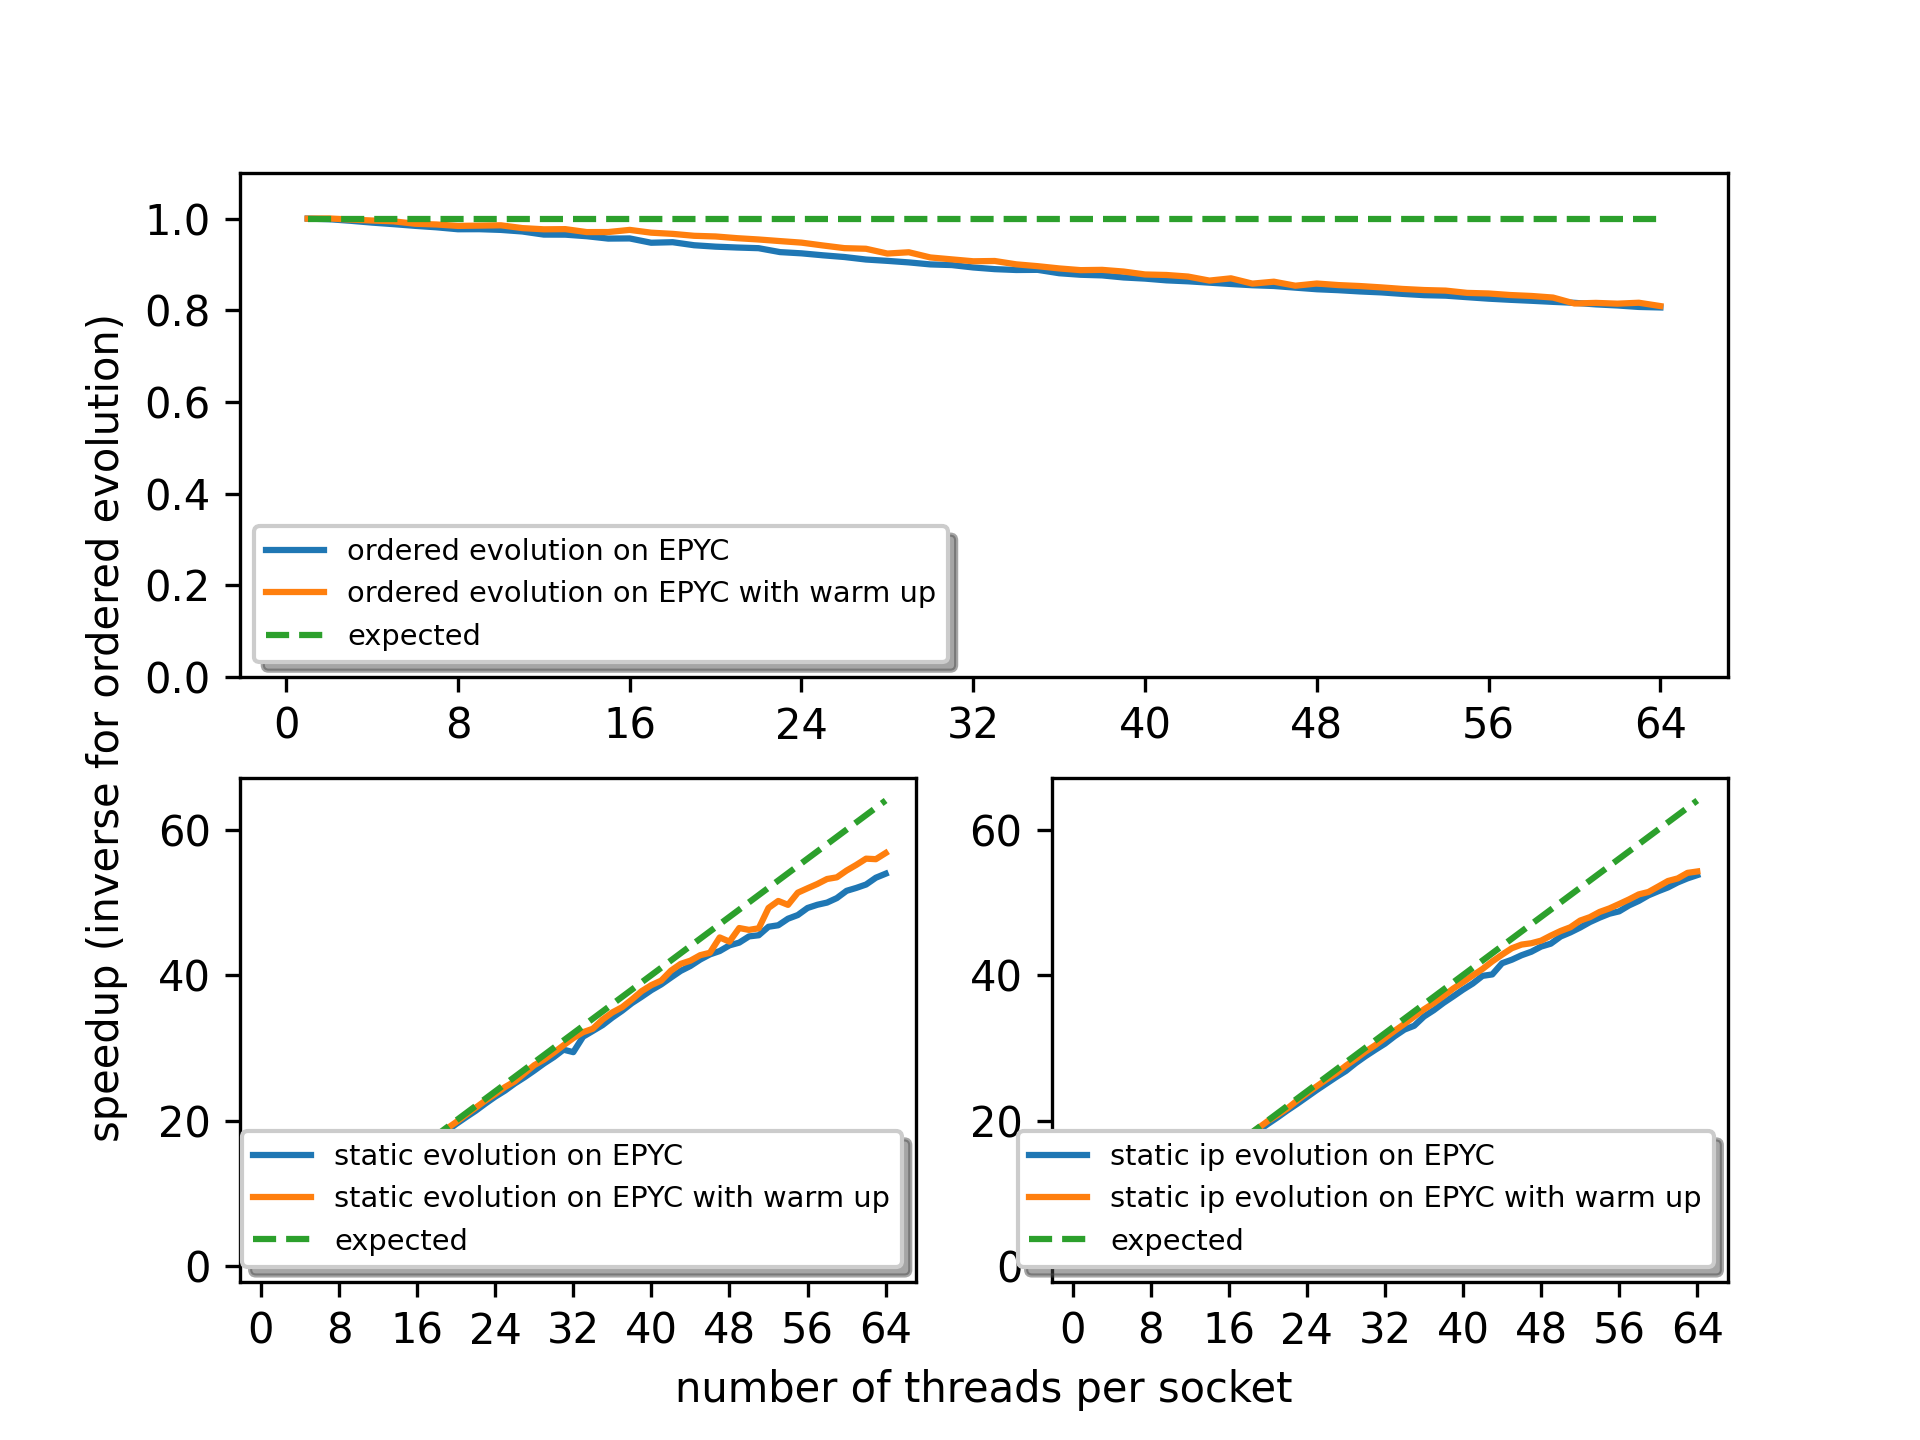 speedup (inverse for ordered evolution)
1.0
0.8
0.6
0.4
0.2
0.0
ordered evolution on EPYC
ordered evolution on EPYC with warm up
expected
0 8 16 24 32 40 48 56 64
60
40
20
0
static evolution on EPYC
static evolution on EPYC with warm up
expected
0 8 16 24 32 40 48 56 64
60
40
20
0
static ip evolution on EPYC
static ip evolution on EPYC with warm up
expected
0 8 16 24 32 40 48 56 64
number of threads per socket